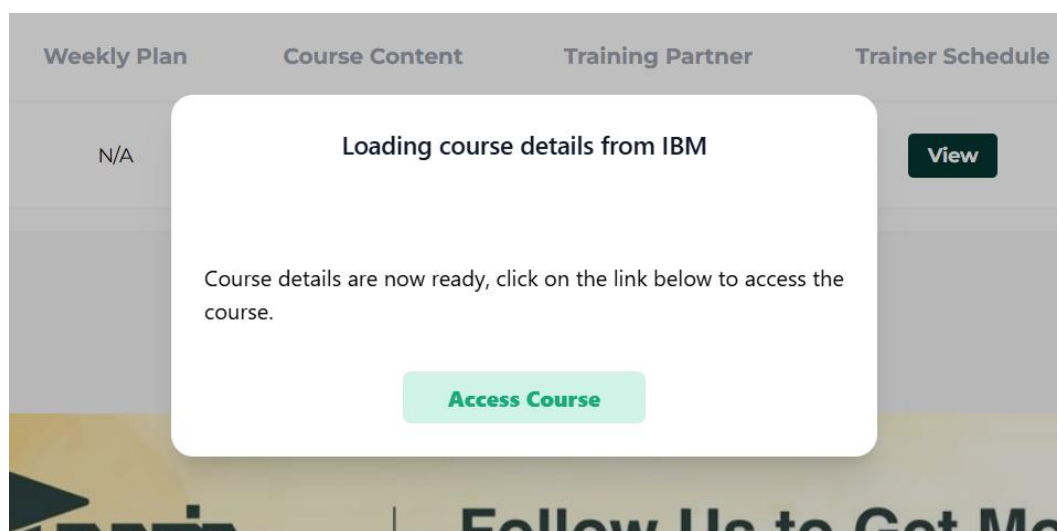 Weekly Plan Course Content Training Partner Trainer Schedule
N/A
Loading course details from IBM
View
Course details are now ready, click on the link below to access the
course.
Access Course
Follow Us to Get